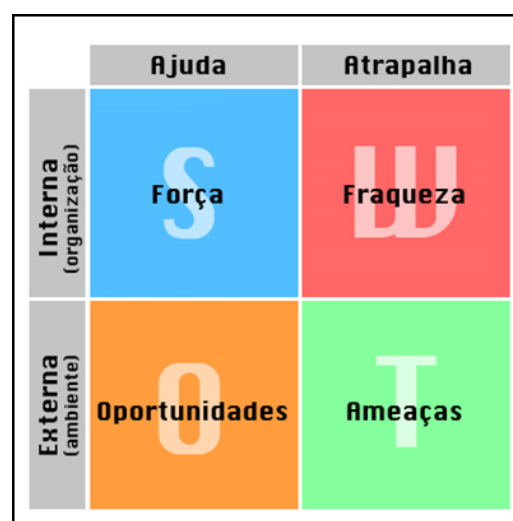 Ajuda
Atrapalha
Interna
(organização)
S
Força
W
Fraqueza
Externa
(ambiente)
O
Oportunidades
T
Ameaças